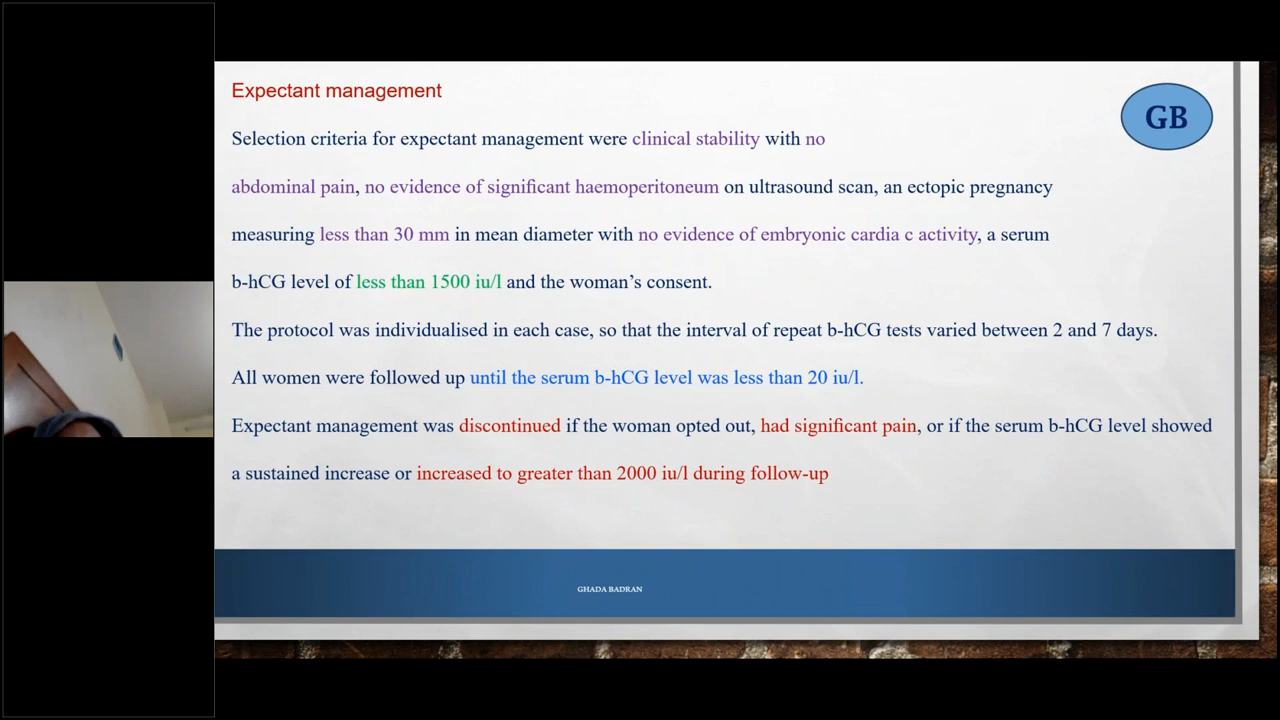 Expectant management
GB
Selection criteria for expectant management were clinical stability with no
abdominal pain, no evidence of significant haemoperitoneum on ultrasound scan, an ectopic pregnancy
measuring less than 30 mm in mean diameter with no evidence of embryonic cardia c activity, a serum
b-hCG level of less than 1500 iu/l and the woman’s consent.
The protocol was individualised in each case, so that the interval of repeat b-hCG tests varied between 2 and 7 days.
All women were followed up until the serum b-hCG level was less than 20 iu/l.
Expectant management was discontinued if the woman opted out, had significant pain, or if the serum b-hCG level showed
a sustained increase or increased to greater than 2000 iu/l during follow-up
GHADA BADRAN